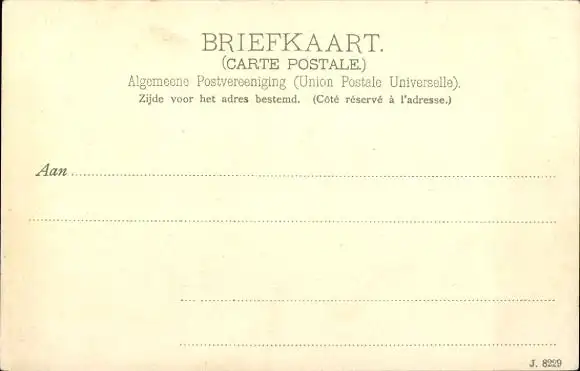 BRIEFKAART.
(CARTE POSTALE.)
Algemeene Postvereeniging (Union Postale Universelle).
Zijde voor het adres bestemd. (Côté réservé à l'adresse.)
Aan
J. 8229